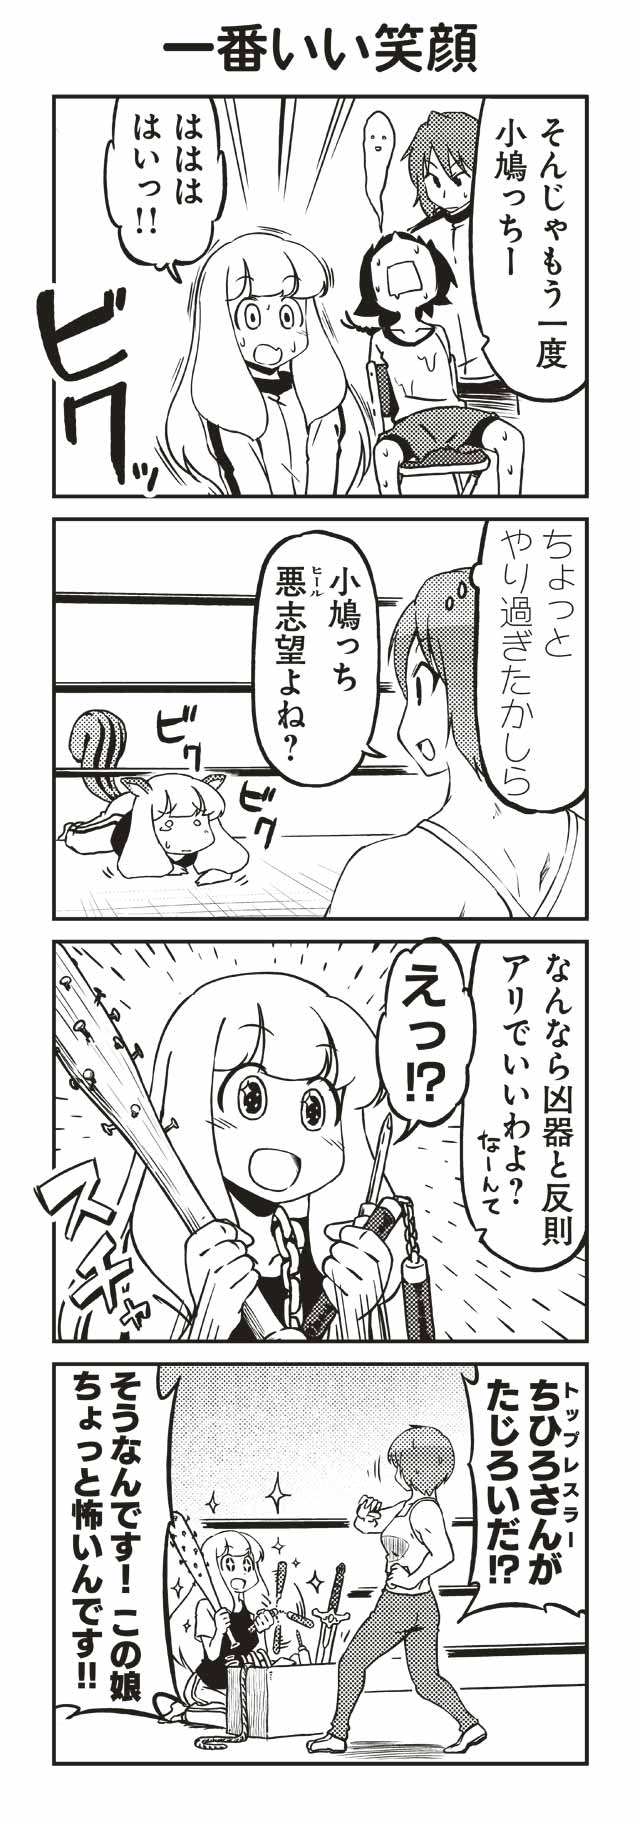 一番いい笑顔
そんじゃもう一度
小鳩っちー
ははは
はいっ!!
ビクッ
ちょっと
やり過ぎたかしら
小鳩っち
悪志望よね?
ヒール
ビク
ビク
なんなら凶器と反則
アリでいいわよ?
なーんて
えっ!?
スチャ
ちひろさんが
トップレスラー
たじろいだ!?
そうなんです! この娘
ちょっと怖いんです!!